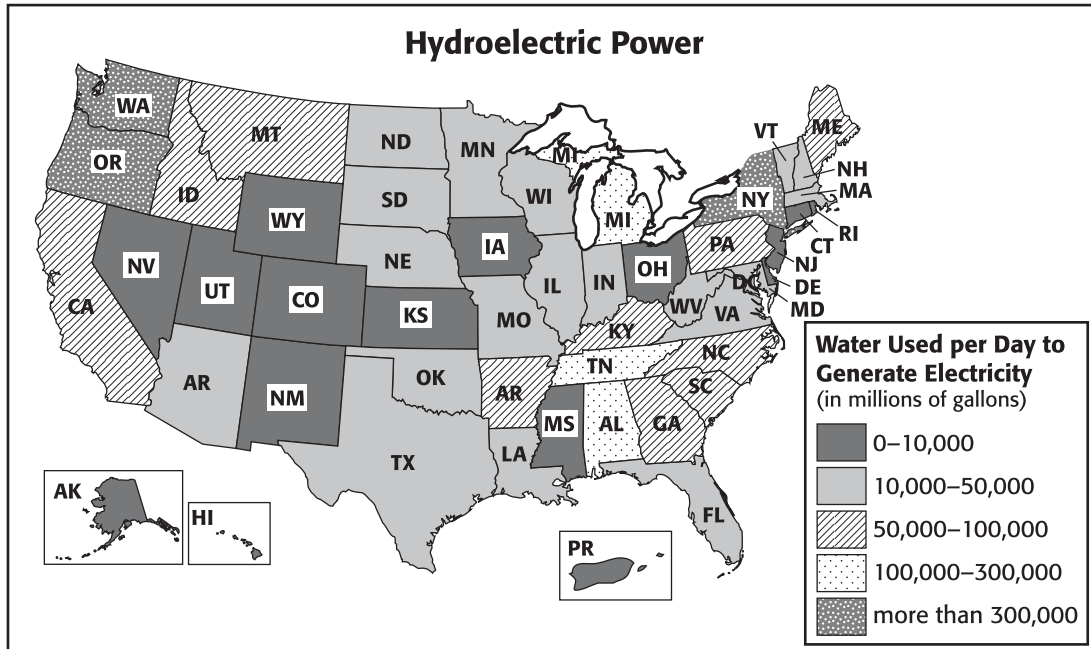 Hydroelectric Power
WA
OR
MT
ID
WY
ND
SD
NE
MN
WI
MI
MI
IA
NV
UT
CO
KS
CA
IL
IN
OH
MO
KY
WV
VA
PA
NY
VT
ME
NH
MA
RI
CT
NJ
DE
MD
DC
AR
NM
OK
AR
TN
NC
SC
MS
AL
GA
LA
TX
FL
AK
HI
PR
Water Used per Day to
Generate Electricity
(in millions of gallons)
0–10,000
10,000–50,000
50,000–100,000
100,000–300,000
more than 300,000